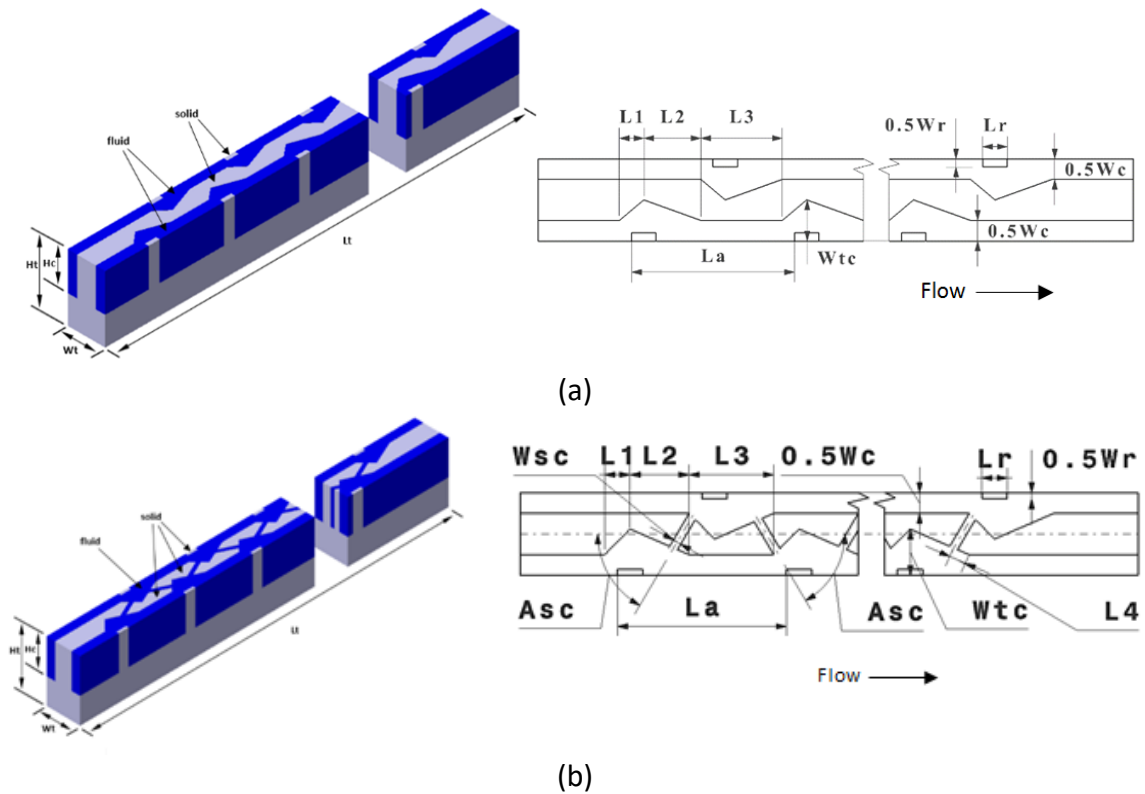 solid
fluid
Ht
Hc
Wt
Lt
L1 L2 L3 0.5Wr Lr
0.5Wc
0.5Wc
La Wtc
Flow
(a)
solid
fluid
Ht
Hc
Wt
Lt
Wsc L1 L2 L3 0.5Wc Lr 0.5Wr
Asc La Asc Wtc L4
Flow
(b)